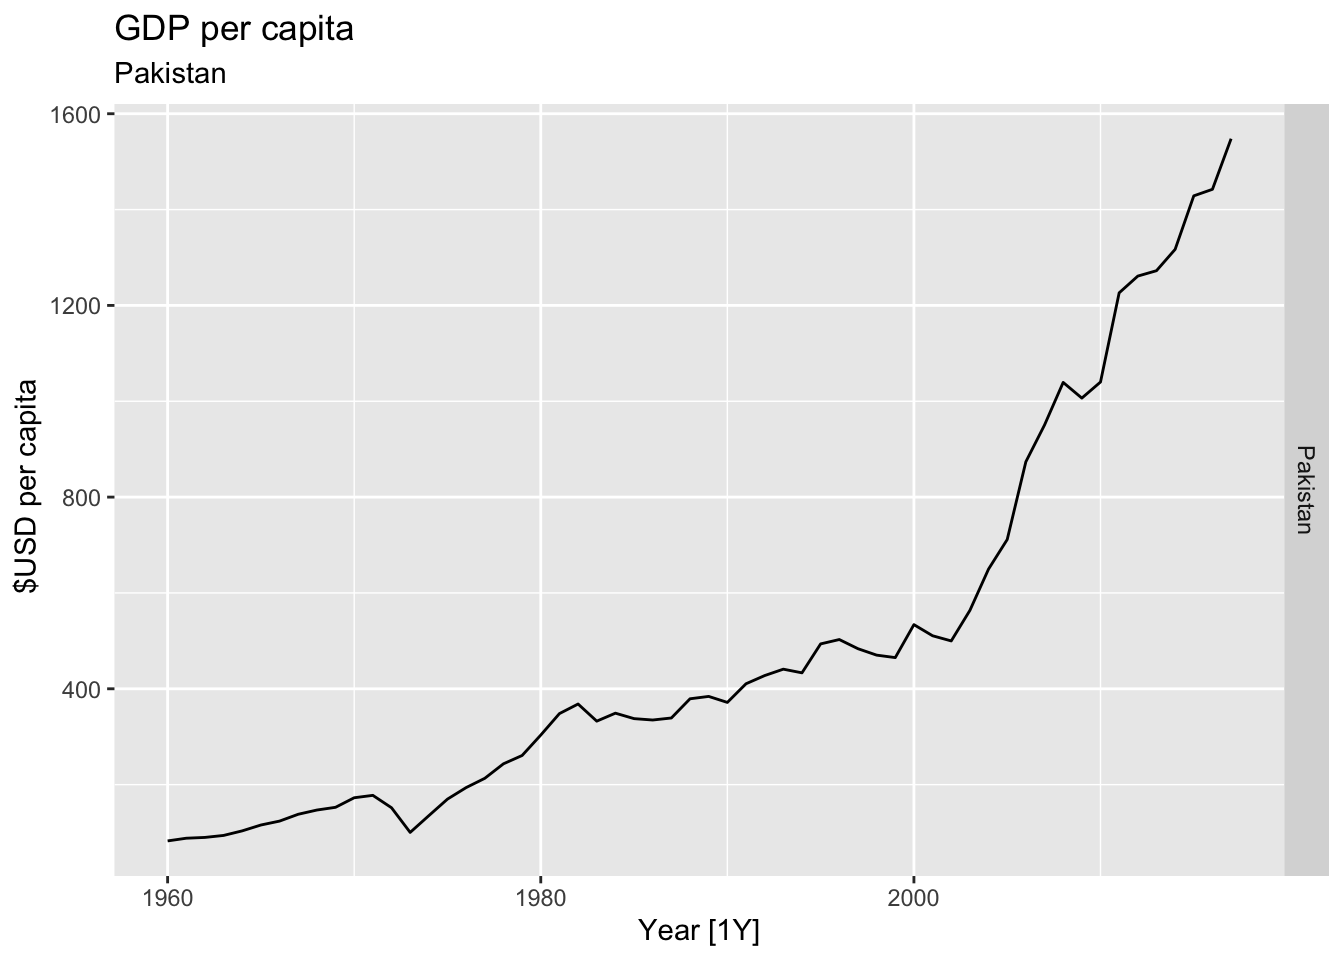 GDP per capita
Pakistan
1600
1200
800
400
$USD per capita
Pakistan
1960
1980
2000
Year [1Y]